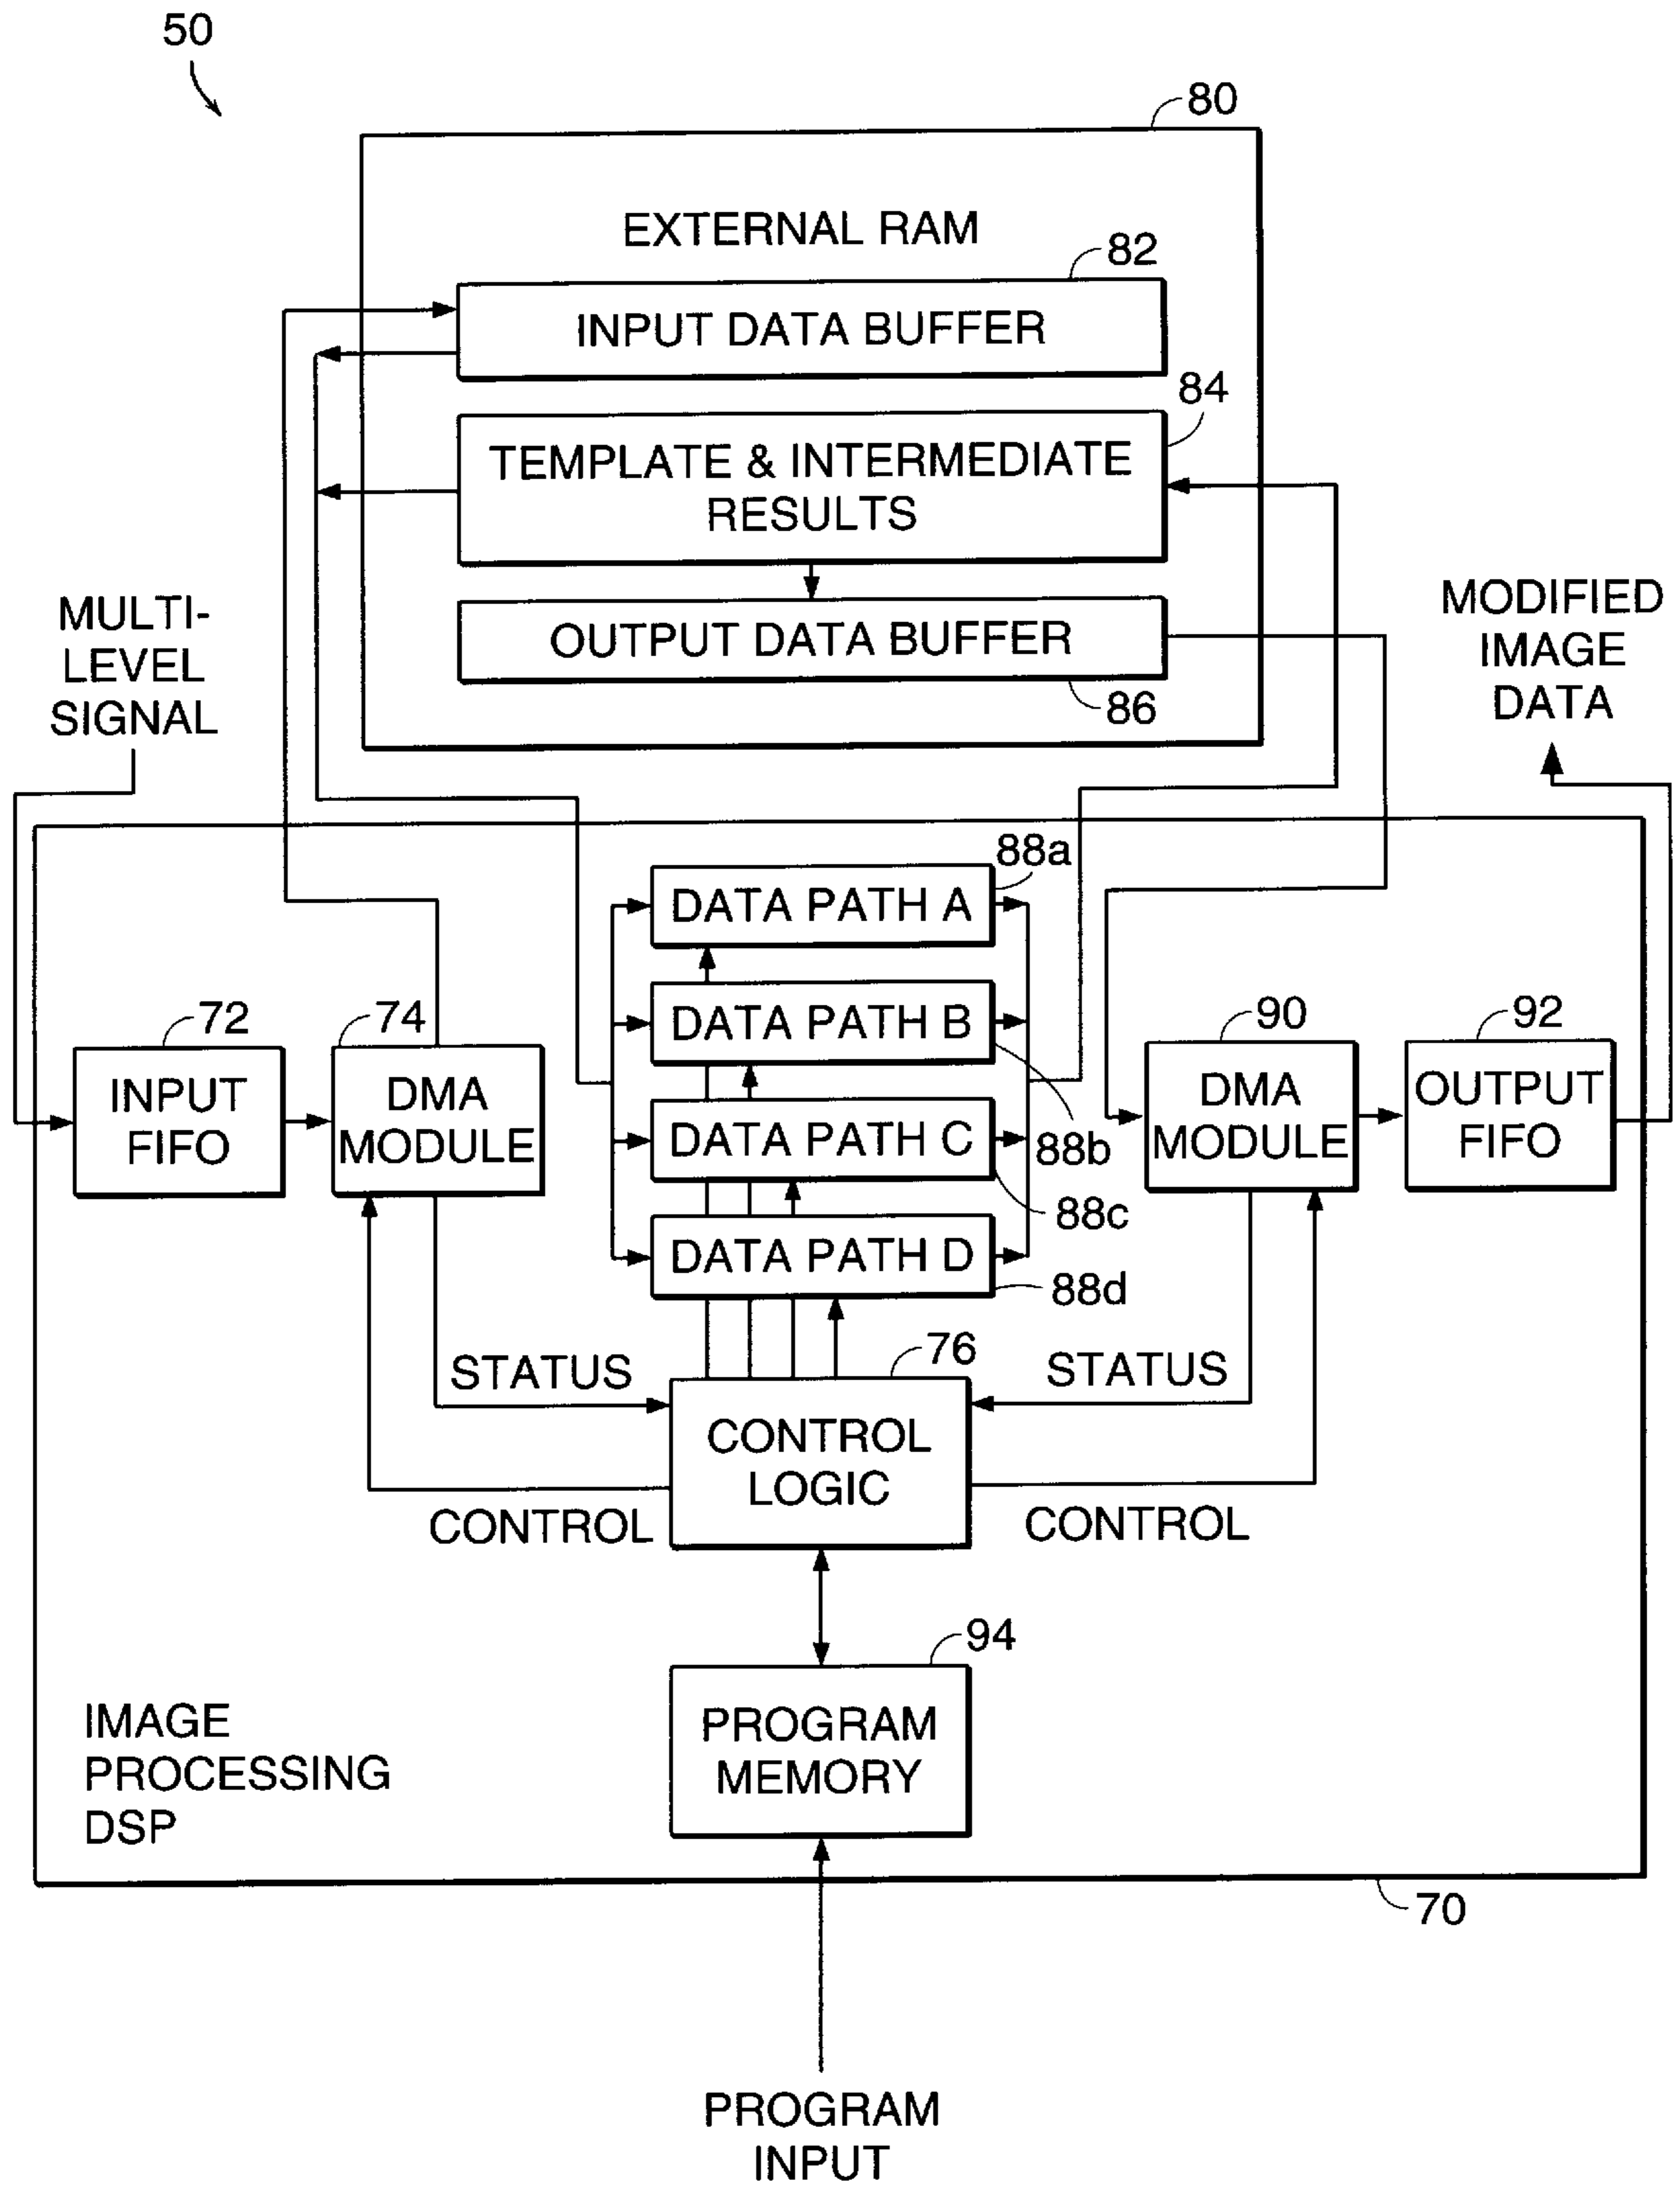 50
80
EXTERNAL RAM
82
INPUT DATA BUFFER
84
TEMPLATE & INTERMEDIATE
RESULTS
OUTPUT DATA BUFFER
86
MULTI-
LEVEL
SIGNAL
MODIFIED
IMAGE
DATA
88a
DATA PATH A
DATA PATH B
88b
DATA PATH C
88c
DATA PATH D
88d
72
INPUT
FIFO
74
DMA
MODULE
90
DMA
MODULE
92
OUTPUT
FIFO
STATUS
76
STATUS
CONTROL
LOGIC
CONTROL
CONTROL
94
PROGRAM
MEMORY
IMAGE
PROCESSING
DSP
70
PROGRAM
INPUT